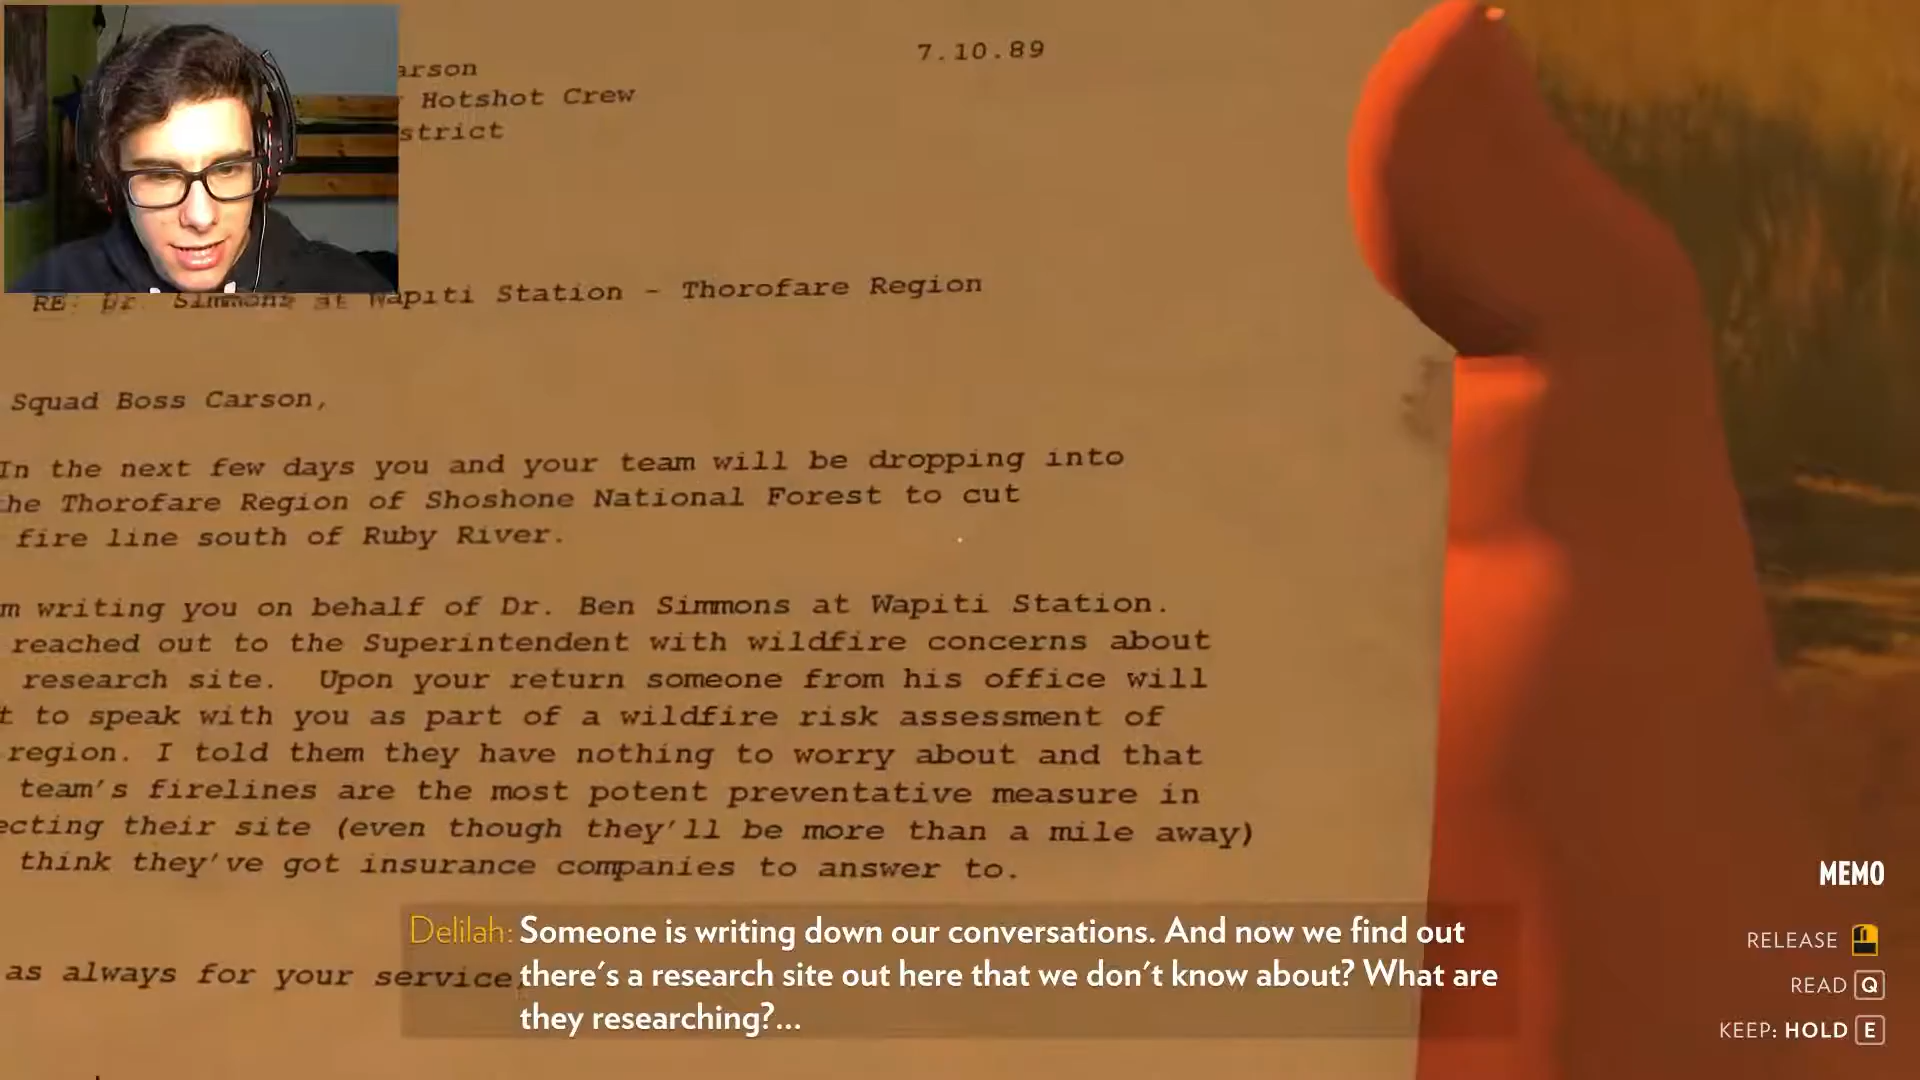 7.10.89
arson
Hotshot Crew
strict
RE: Dr. Simmons at Wapiti Station - Thorofare Region
Squad Boss Carson,
In the next few days you and your team will be dropping into
the Thorofare Region of Shoshone National Forest to cut
fire line south of Ruby River.
m writing you on behalf of Dr. Ben Simmons at Wapiti Station.
reached out to the Superintendent with wildfire concerns about
research site. Upon your return someone from his office will
t to speak with you as part of a wildfire risk assessment of
region. I told them they have nothing to worry about and that
team's firelines are the most potent preventative measure in
ecting their site (even though they'll be more than a mile away)
think they've got insurance companies to answer to.
as always for your service,
Delilah: Someone is writing down our conversations. And now we find out
there's a research site out here that we don't know about? What are
they researching?...
MEMO
RELEASE
READ Q
KEEP: HOLD E